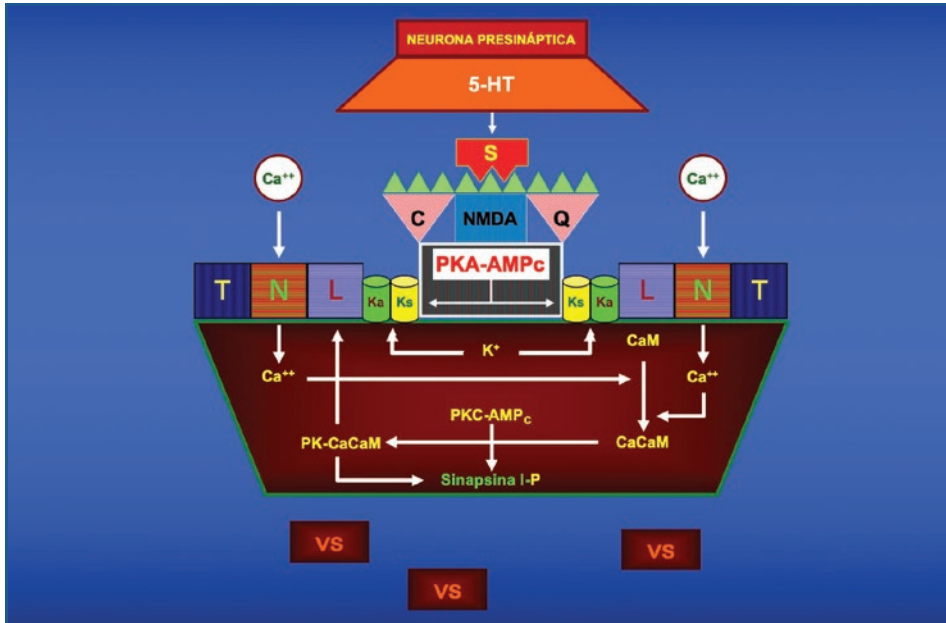 NEURONA PRESINÁPTICA
5-HT
S
Ca++
Ca++
C NMDA Q
PKA-AMPc
T N L Ka Ks Ks Ka L N T
K+
CaM
Ca++
Ca++
PKC-AMPc
PK-CaCaM
CaCaM
Sinapsina I-P
VS
VS
VS